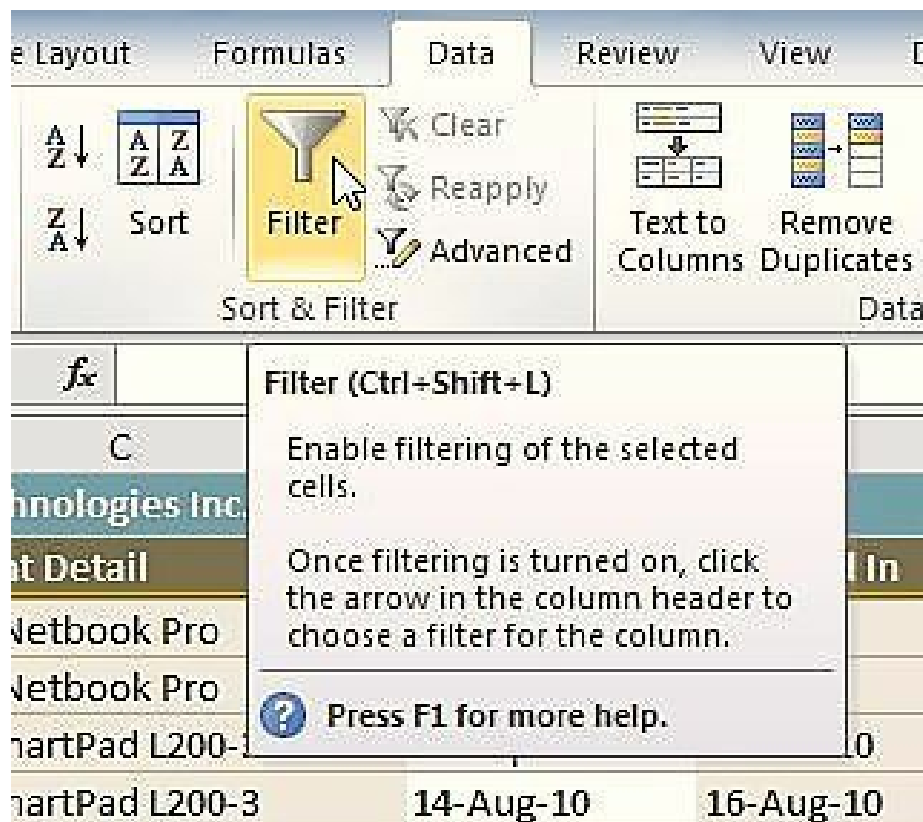 e Layout Formulas Data Review View
A Z
A Z Z A
Z A
Sort
Filter
Clear
Reapply
Advanced
Text to Columns
Remove Duplicates
Sort & Filter
Data
fx
Filter (Ctrl+Shift+L)
Enable filtering of the selected
cells.
Once filtering is turned on, click
the arrow in the column header to
choose a filter for the column.
Press F1 for more help.
C
hnologies Inc.
nt Detail
In
Netbook Pro
Netbook Pro
martPad L200-
martPad L200-3 14-Aug-10 16-Aug-10